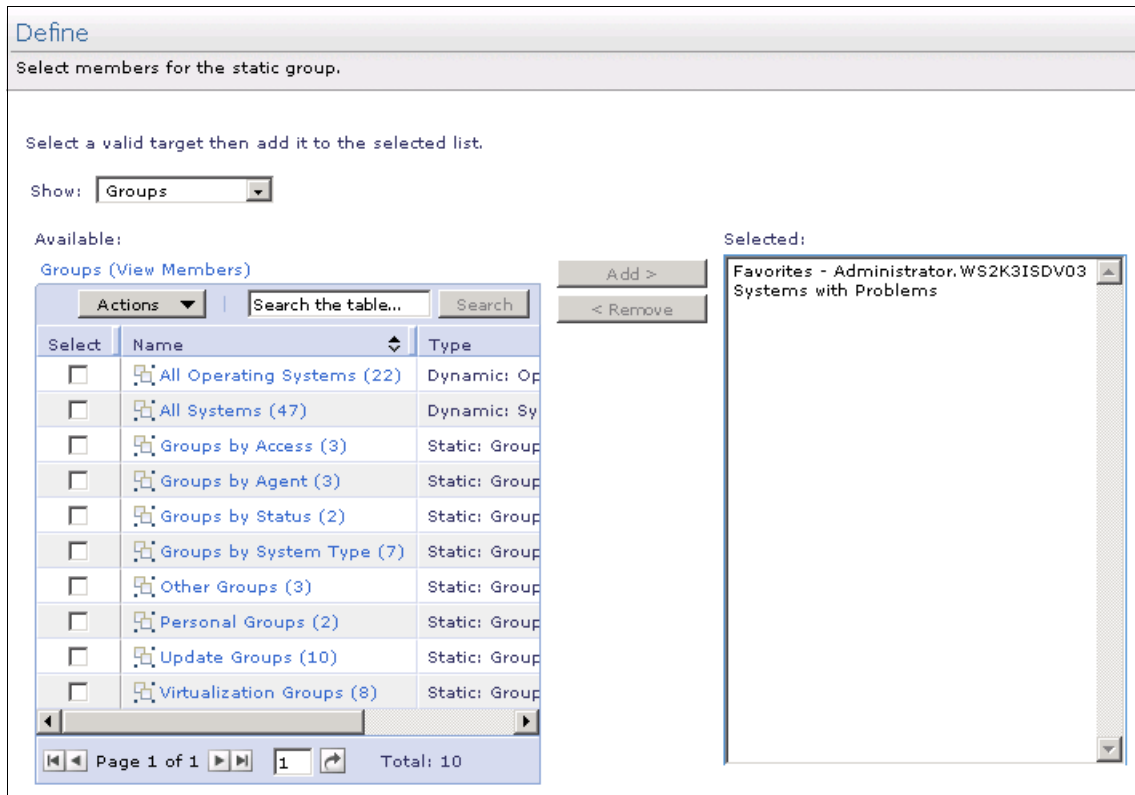 Define
Select members for the static group.
Select a valid target then add it to the selected list.
Show: Groups
Available:
Groups (View Members)
Actions Search the table... Search
Select Name Type
All Operating Systems (22) Dynamic: Op
All Systems (47) Dynamic: Sy
Groups by Access (3) Static: Group
Groups by Agent (3) Static: Group
Groups by Status (2) Static: Group
Groups by System Type (7) Static: Group
Other Groups (3) Static: Group
Personal Groups (2) Static: Group
Update Groups (10) Static: Group
Virtualization Groups (8) Static: Group
Page 1 of 1 1 Total: 10
Add >
< Remove
Selected:
Favorites - Administrator.WS2K3ISDV03
Systems with Problems